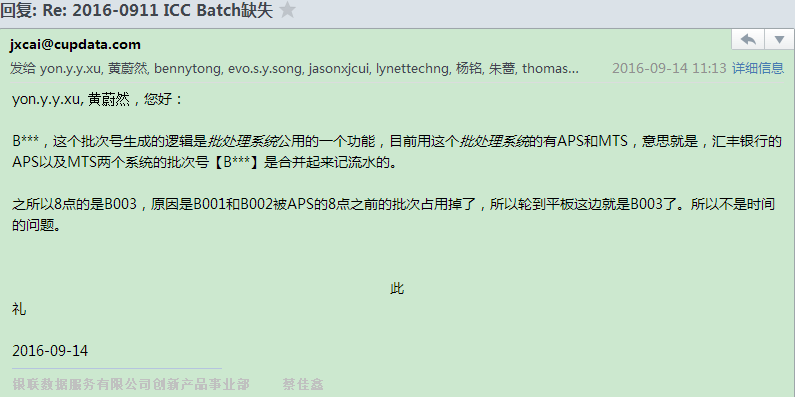 回复: Re: 2016-0911 ICC Batch缺失
jxcai@cupdata.com
发给 yon.y.y.xu, 黄蔚然, bennytong, evo.s.y.song, jasonxjcui, lynettechng, 杨铭, 朱蔷, thomas... 2016-09-14 11:13 详细信息
yon.y.y.xu, 黄蔚然，您好：
B***，这个批次号生成的逻辑是批处理系统公用的一个功能，目前用这个批处理系统的有APS和MTS，意思就是，汇丰银行的
APS以及MTS两个系统的批次号【B***】是合并起来记流水的。
之所以8点的是B003，原因是B001和B002被APS的8点之前的批次占用掉了，所以轮到平板这边就是B003了。所以不是时间
的问题。
此
礼
2016-09-14
银联数据服务有限公司创新产品事业部 蔡佳鑫